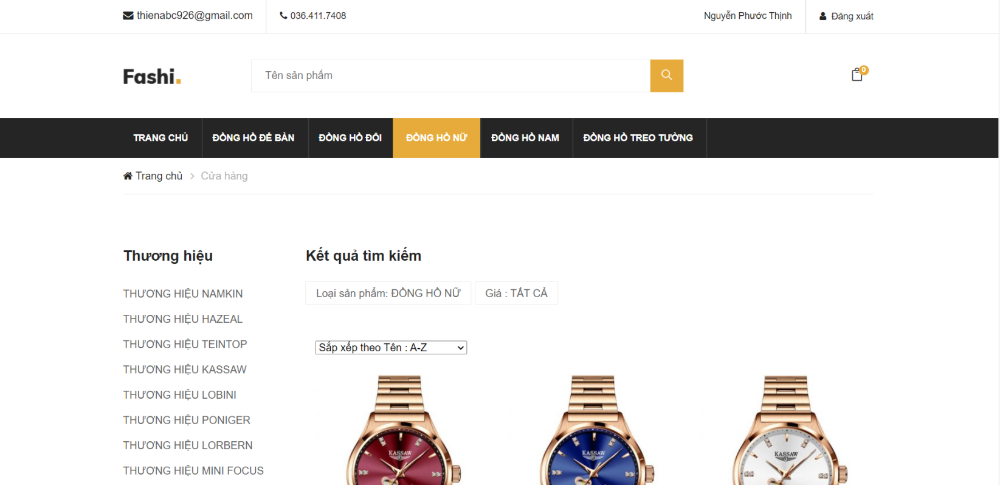 thienabc926@gmail.com
036.411.7408
Nguyễn Phước Thịnh
Đăng xuất
Fashi.
Tên sản phẩm
0
TRANG CHỦ
ĐỒNG HỒ ĐỂ BÀN
ĐỒNG HỒ ĐÔI
ĐỒNG HỒ NỮ
ĐỒNG HỒ NAM
ĐỒNG HỒ TREO TƯỜNG
Trang chủ
Cửa hàng
Thương hiệu
THƯƠNG HIỆU NAMKIN
THƯƠNG HIỆU HAZEAL
THƯƠNG HIỆU TEINTOP
THƯƠNG HIỆU KASSAW
THƯƠNG HIỆU LOBINI
THƯƠNG HIỆU PONIGER
THƯƠNG HIỆU LORBERN
THƯƠNG HIỆU MINI FOCUS
Kết quả tìm kiếm
Loại sản phẩm: ĐỒNG HỒ NỮ
Giá : TẤT CẢ
Sắp xếp theo Tên : A-Z
KASSAW
KASSAW
KASSAW